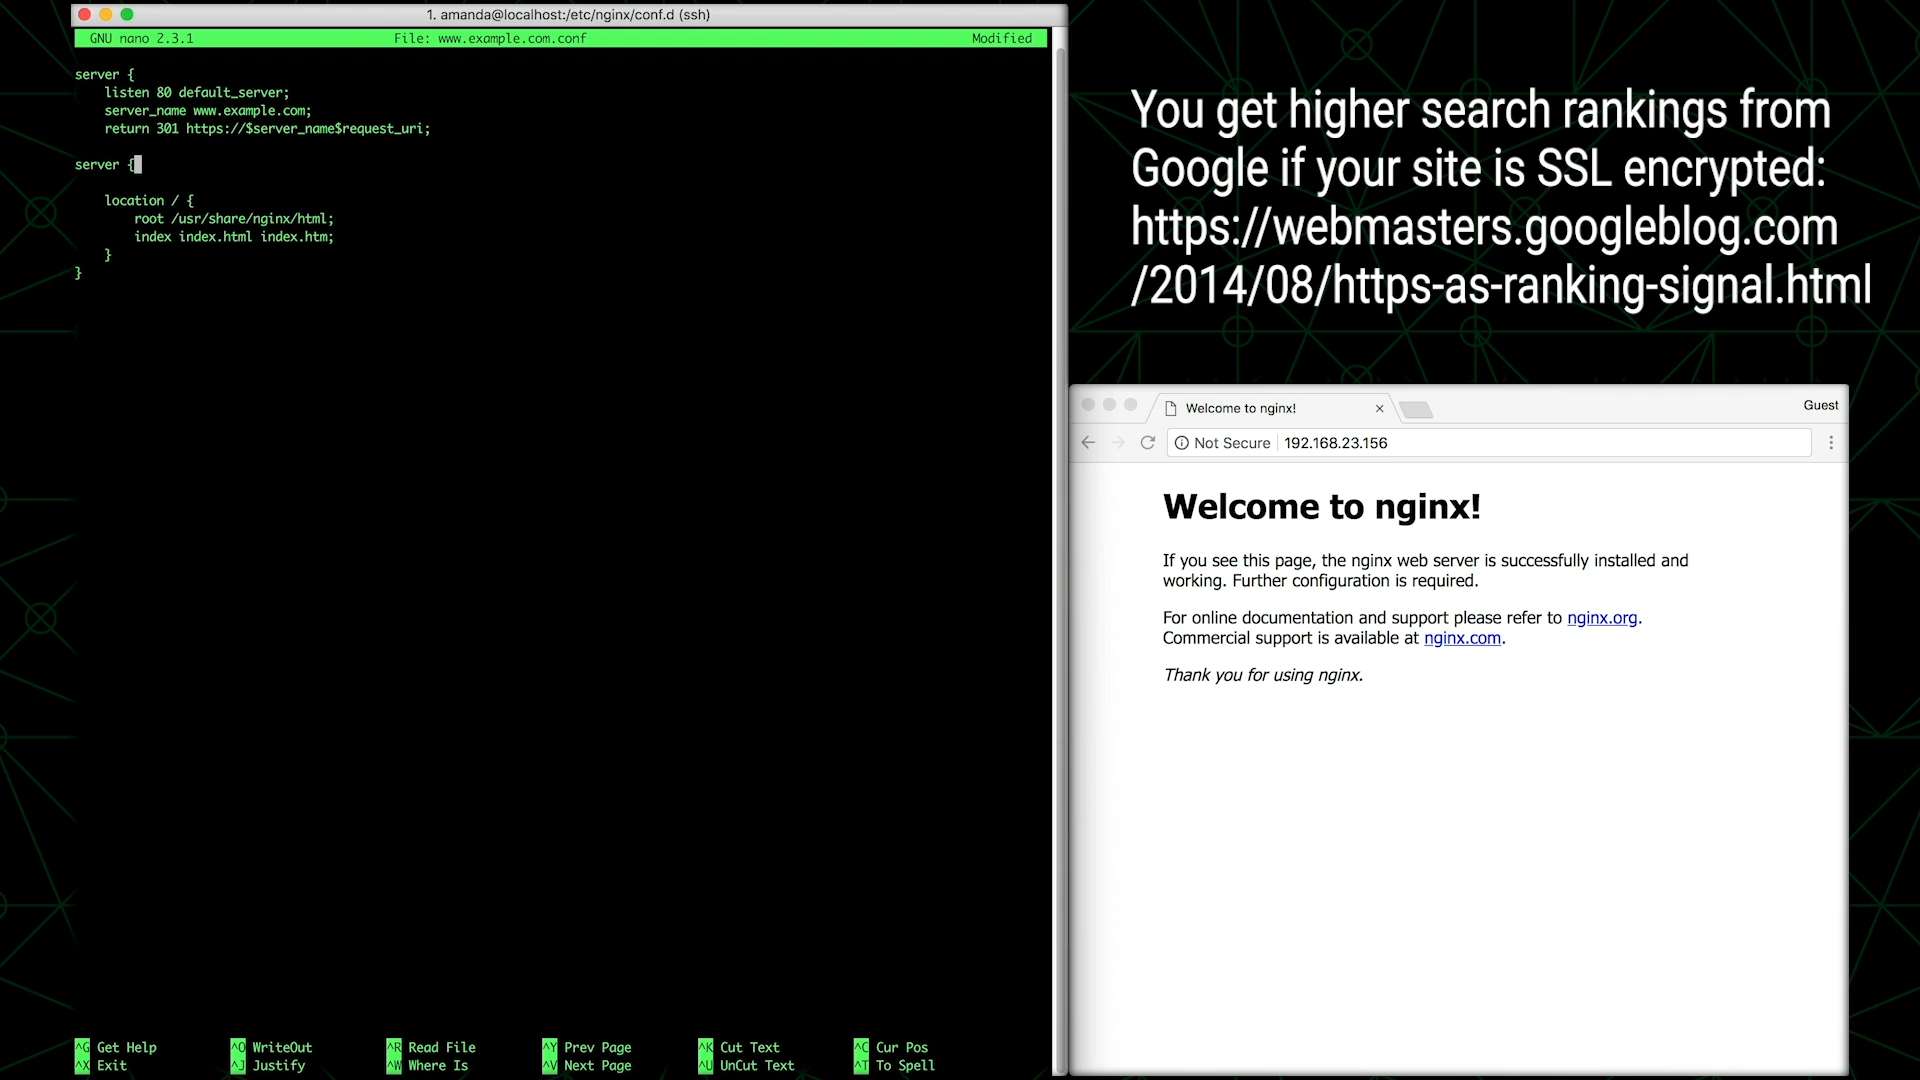 1. amanda@localhost:/etc/nginx/conf.d (ssh)
GNU nano 2.3.1 File: www.example.com.conf Modified
server {
    listen 80 default_server;
    server_name www.example.com;
    return 301 https://$server_name$request_uri;
server {
    location / {
        root /usr/share/nginx/html;
        index index.html index.htm;
    }
}
^G Get Help ^O WriteOut ^R Read File ^Y Prev Page ^K Cut Text ^C Cur Pos
^X Exit ^J Justify ^W Where Is ^V Next Page ^U UnCut Text ^T To Spell
You get higher search rankings from
Google if your site is SSL encrypted:
https://webmasters.googleblog.com
/2014/08/https-as-ranking-signal.html
Welcome to nginx! Guest
Not Secure 192.168.23.156
Welcome to nginx!
If you see this page, the nginx web server is successfully installed and
working. Further configuration is required.
For online documentation and support please refer to nginx.org.
Commercial support is available at nginx.com.
Thank you for using nginx.